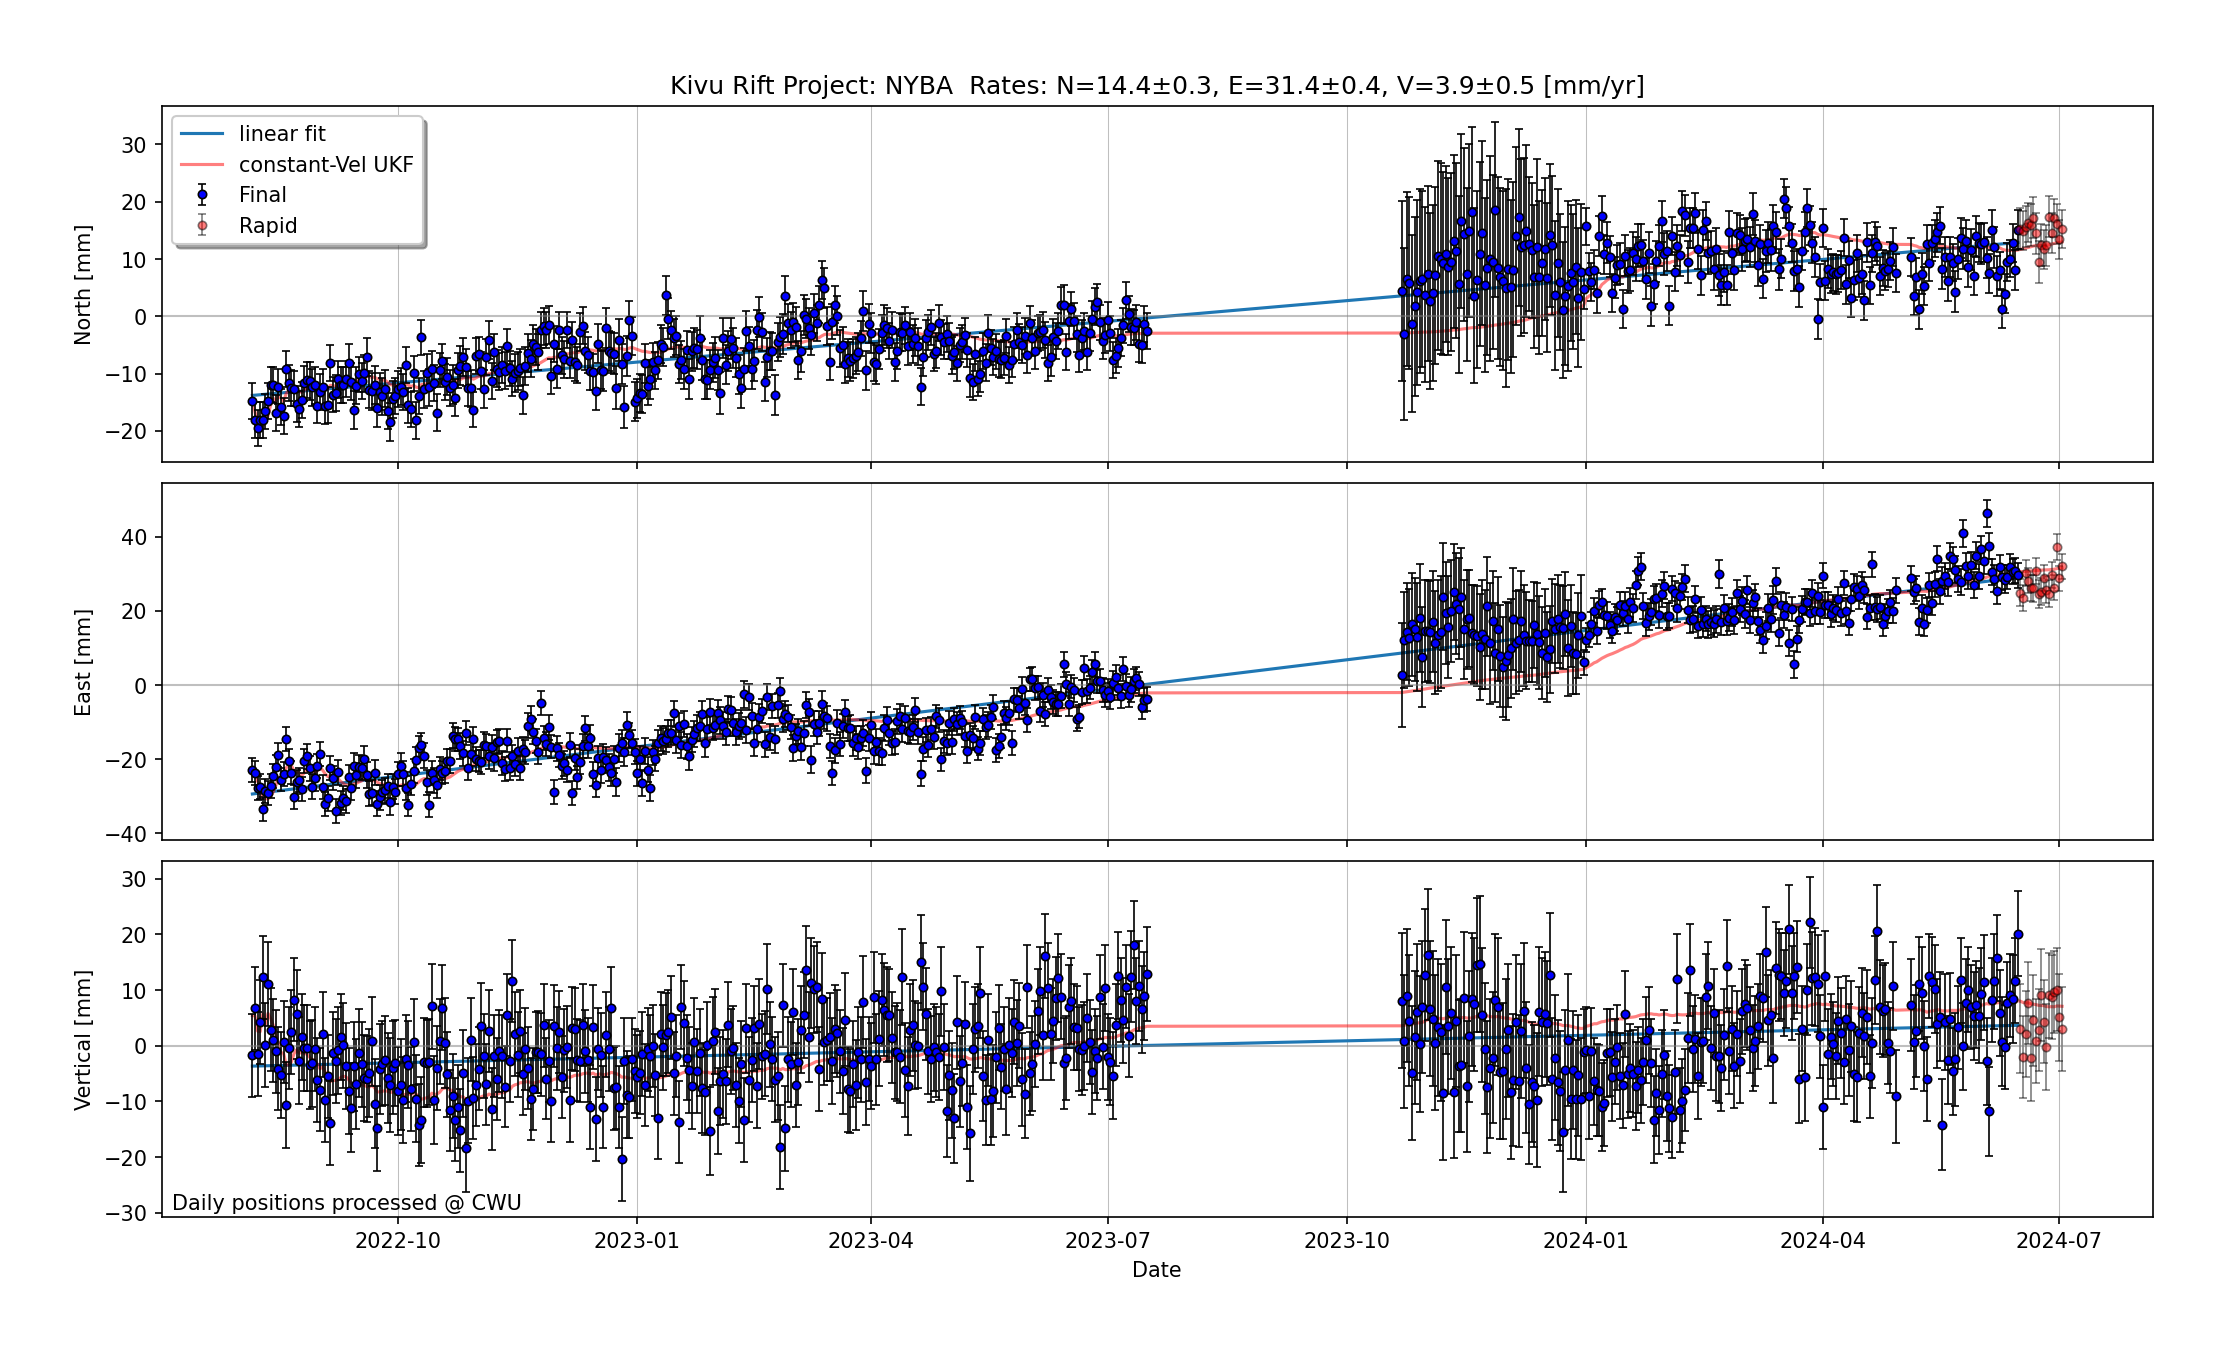 Kivu Rift Project: NYBA  Rates: N=14.4±0.3, E=31.4±0.4, V=3.9±0.5 [mm/yr]
linear fit
constant-Vel UKF
Final
Rapid
North [mm]
30
20
10
0
−10
−20
East [mm]
40
20
0
−20
−40
Vertical [mm]
30
20
10
0
−10
−20
−30
Daily positions processed @ CWU
2022-10 2023-01 2023-04 2023-07 2023-10 2024-01 2024-04 2024-07
Date